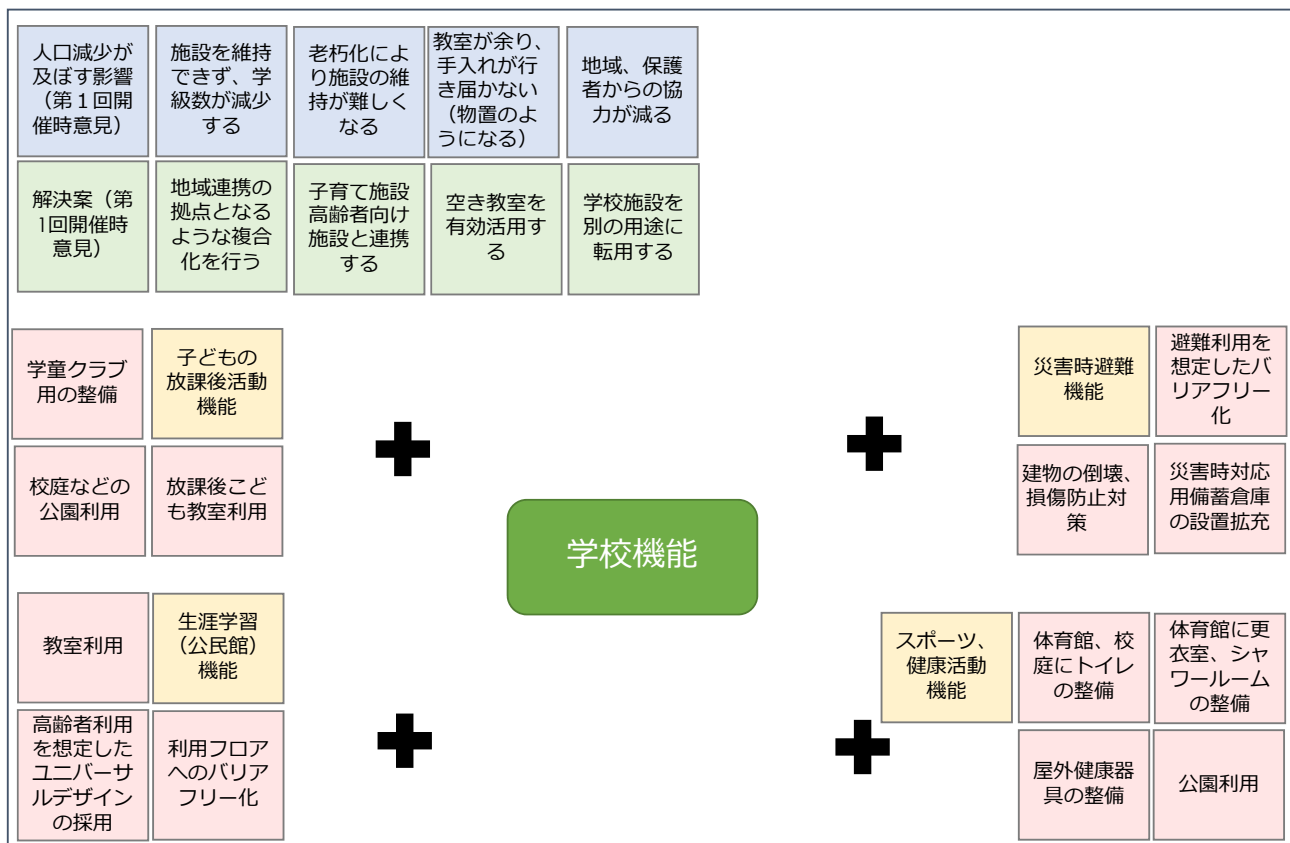 人口減少が
及ぼす影響
（第１回開
催時意見）
施設を維持
できず、学
級数が減少
する
老朽化によ
り施設の維
持が難しく
なる
教室が余り、
手入れが行
き届かない
（物置のよ
うになる）
地域、保護
者からの協
力が減る
解決案（第
1回開催時
意見）
地域連携の
拠点となる
ような複合
化を行う
子育て施設
高齢者向け
施設と連携
する
空き教室を
有効活用す
る
学校施設を
別の用途に
転用する
学童クラブ
用の整備
子どもの
放課後活動
機能
校庭などの
公園利用
放課後こど
も教室利用
災害時避難
機能
避難利用を
想定したバ
リアフリー
化
建物の倒壊、
損傷防止対
策
災害時対応
用備蓄倉庫
の設置拡充
学校機能
教室利用
生涯学習
（公民館）
機能
高齢者利用
を想定した
ユニバーサ
ルデザイン
の採用
利用フロア
へのバリア
フリー化
スポーツ、
健康活動
機能
体育館、校
庭にトイレ
の整備
体育館に更
衣室、シャ
ワールーム
の整備
屋外健康器
具の整備
公園利用